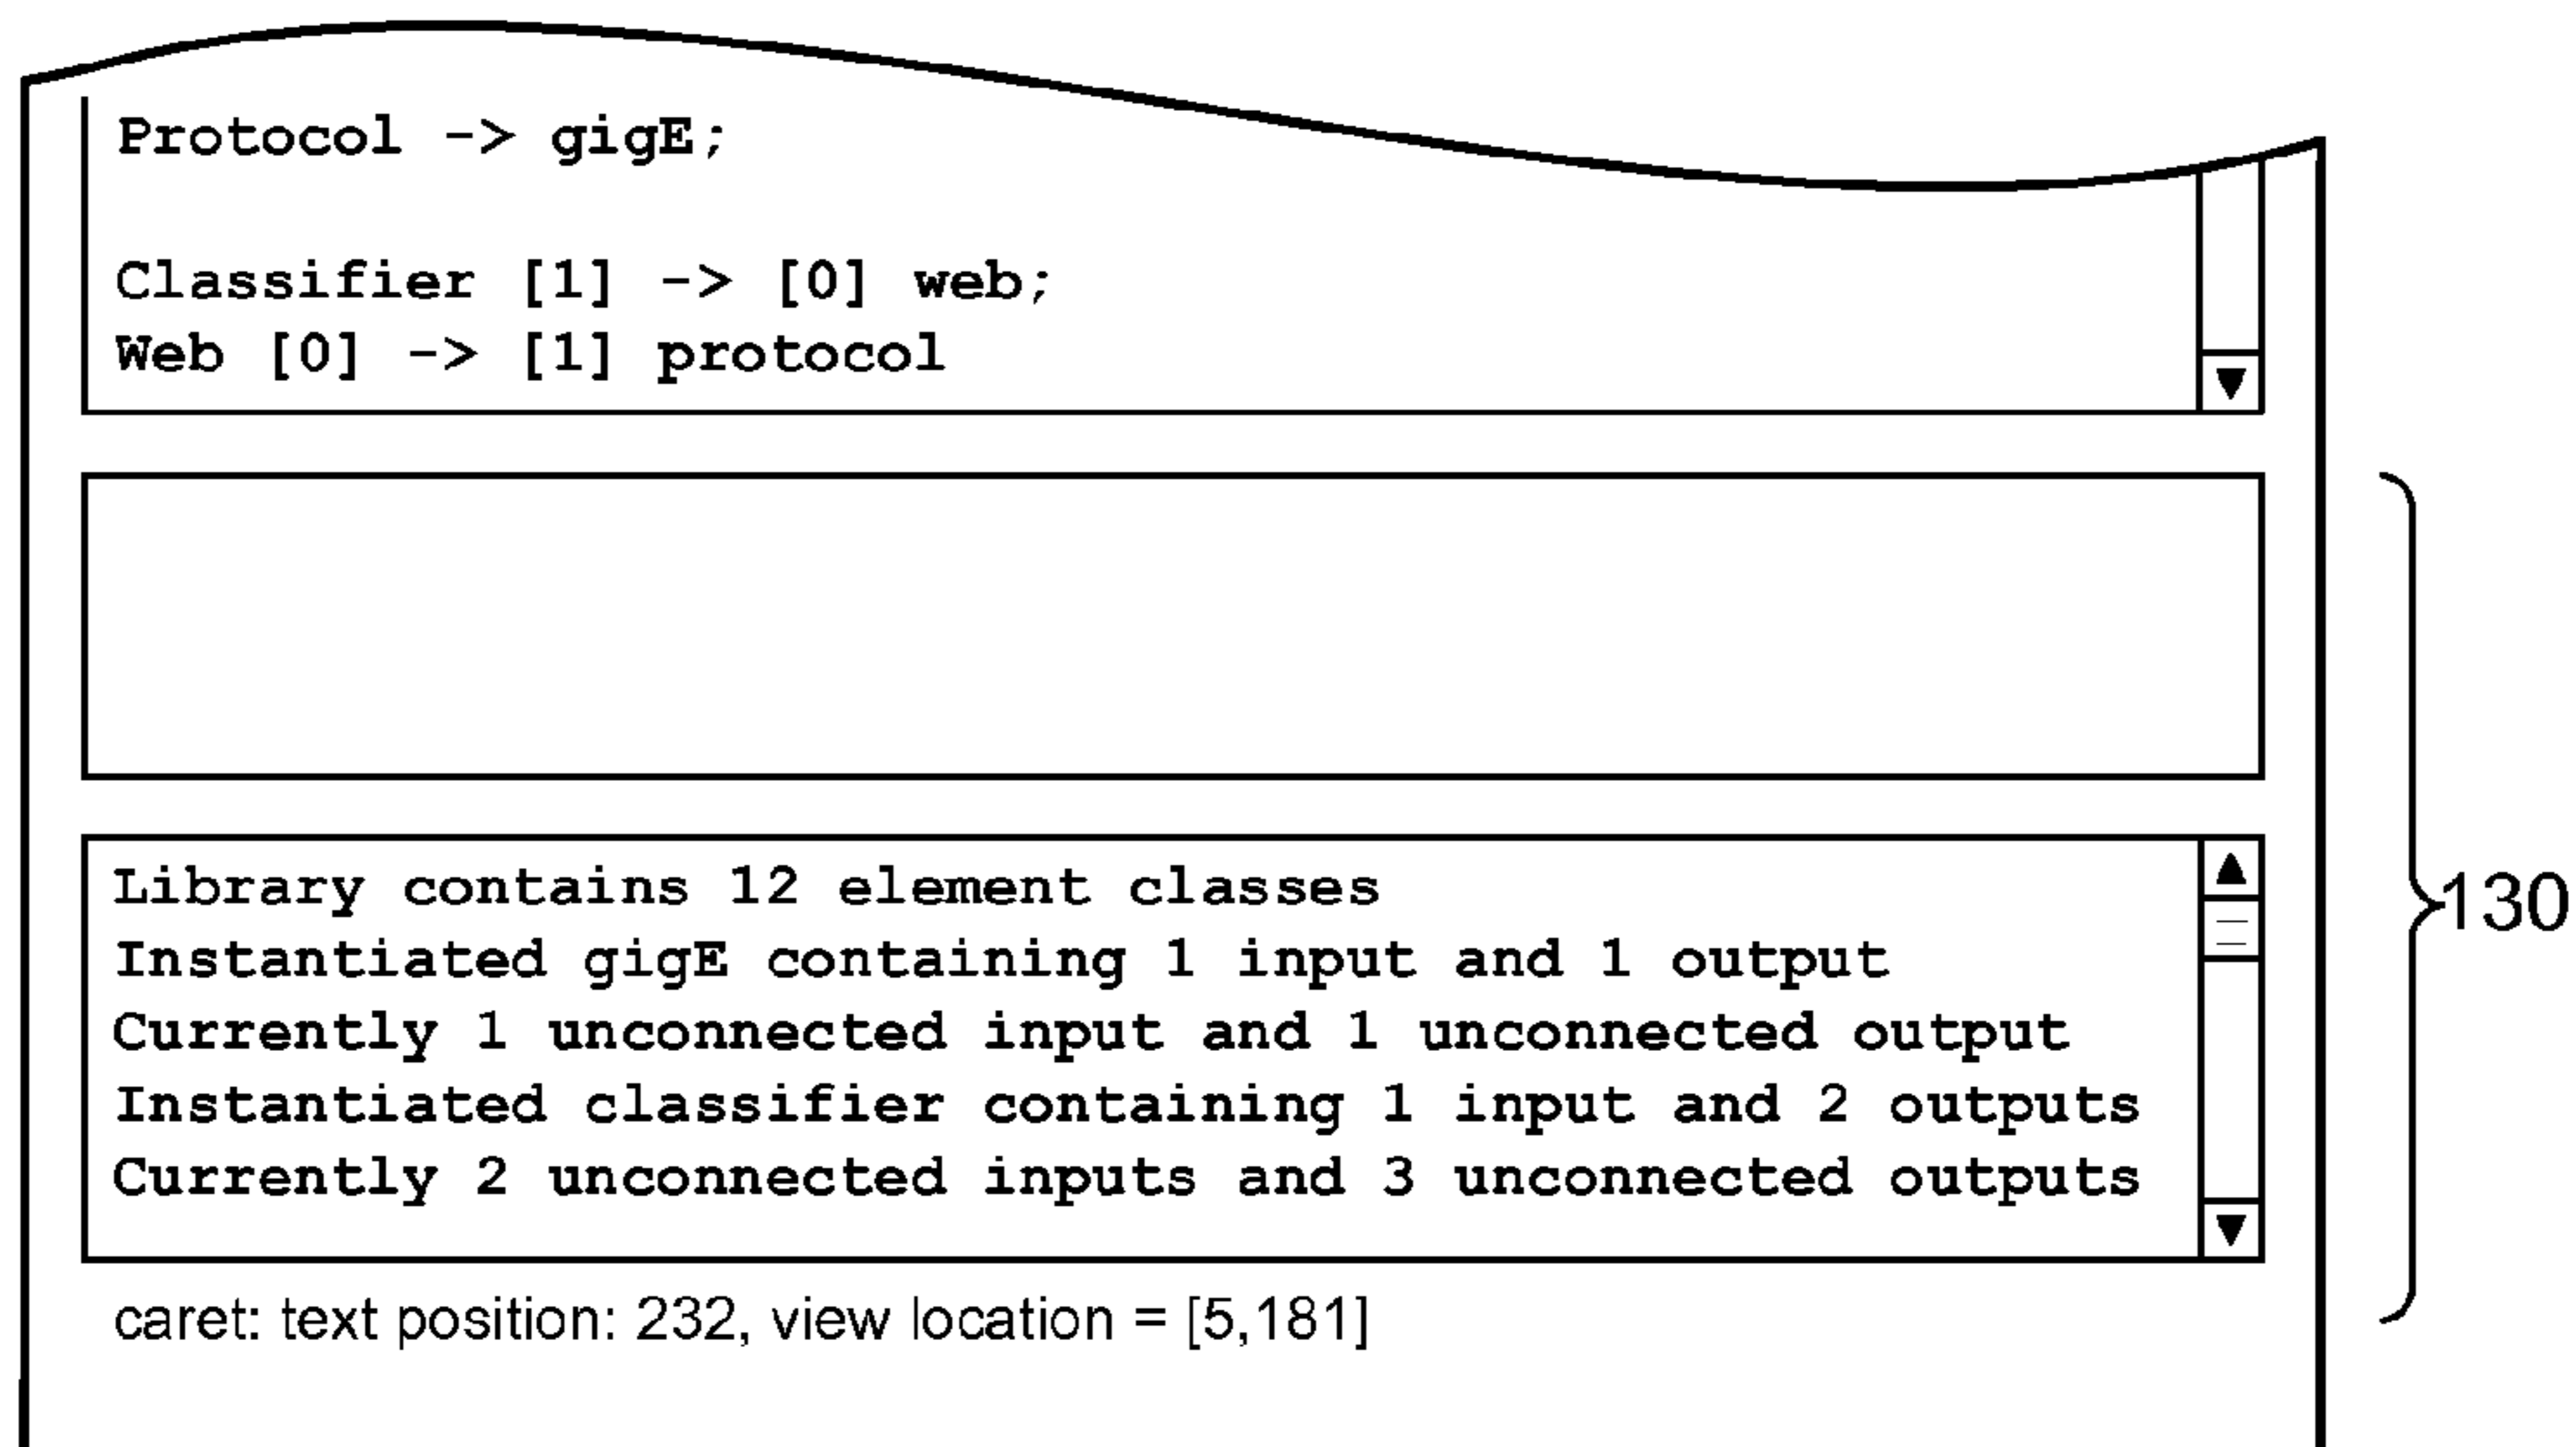 Protocol -> gigE;
Classifier [1] -> [0] web;
Web [0] -> [1] protocol
Library contains 12 element classes
Instantiated gigE containing 1 input and 1 output
Currently 1 unconnected input and 1 unconnected output
Instantiated classifier containing 1 input and 2 outputs
Currently 2 unconnected inputs and 3 unconnected outputs
130
caret: text position: 232, view location = [5,181]